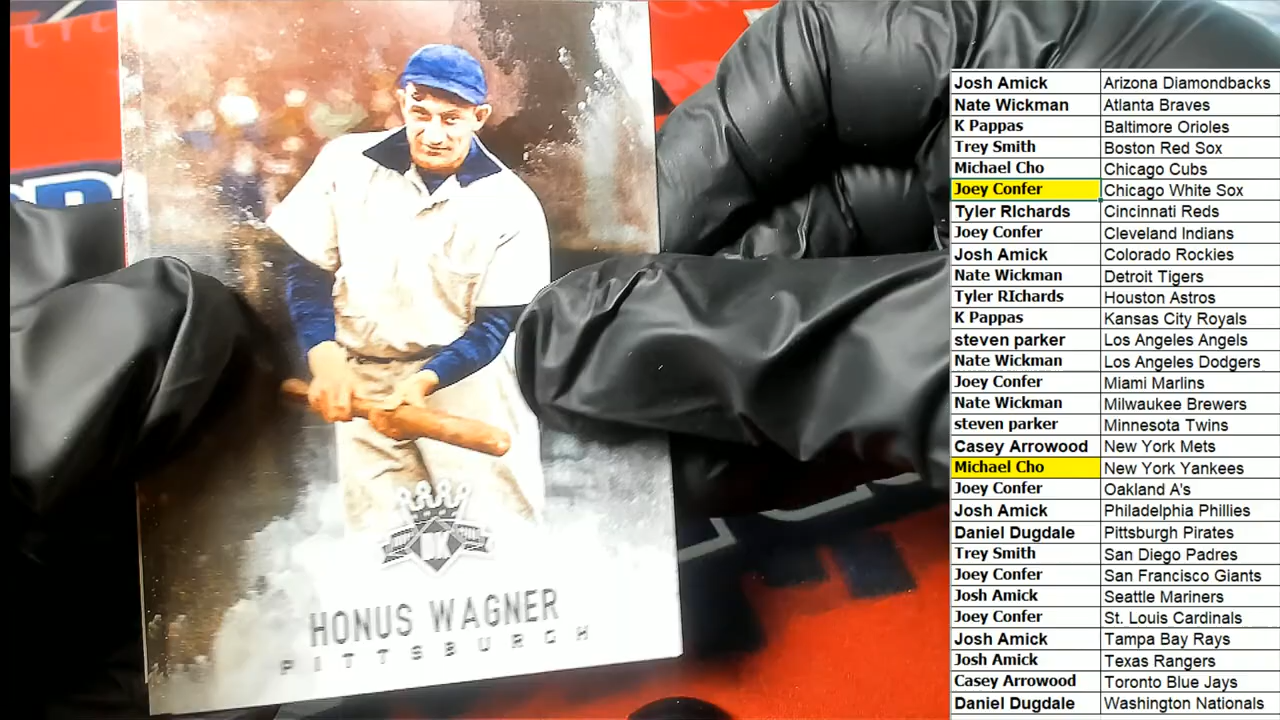 HONUS WAGNER
PITTSBURGH
DK
Josh Amick Arizona Diamondbacks
Nate Wickman Atlanta Braves
K Pappas Baltimore Orioles
Trey Smith Boston Red Sox
Michael Cho Chicago Cubs
Joey Confer Chicago White Sox
Tyler RIchards Cincinnati Reds
Joey Confer Cleveland Indians
Josh Amick Colorado Rockies
Nate Wickman Detroit Tigers
Tyler RIchards Houston Astros
K Pappas Kansas City Royals
steven parker Los Angeles Angels
Nate Wickman Los Angeles Dodgers
Joey Confer Miami Marlins
Nate Wickman Milwaukee Brewers
steven parker Minnesota Twins
Casey Arrowood New York Mets
Michael Cho New York Yankees
Joey Confer Oakland A's
Josh Amick Philadelphia Phillies
Daniel Dugdale Pittsburgh Pirates
Trey Smith San Diego Padres
Joey Confer San Francisco Giants
Josh Amick Seattle Mariners
Joey Confer St. Louis Cardinals
Josh Amick Tampa Bay Rays
Josh Amick Texas Rangers
Casey Arrowood Toronto Blue Jays
Daniel Dugdale Washington Nationals